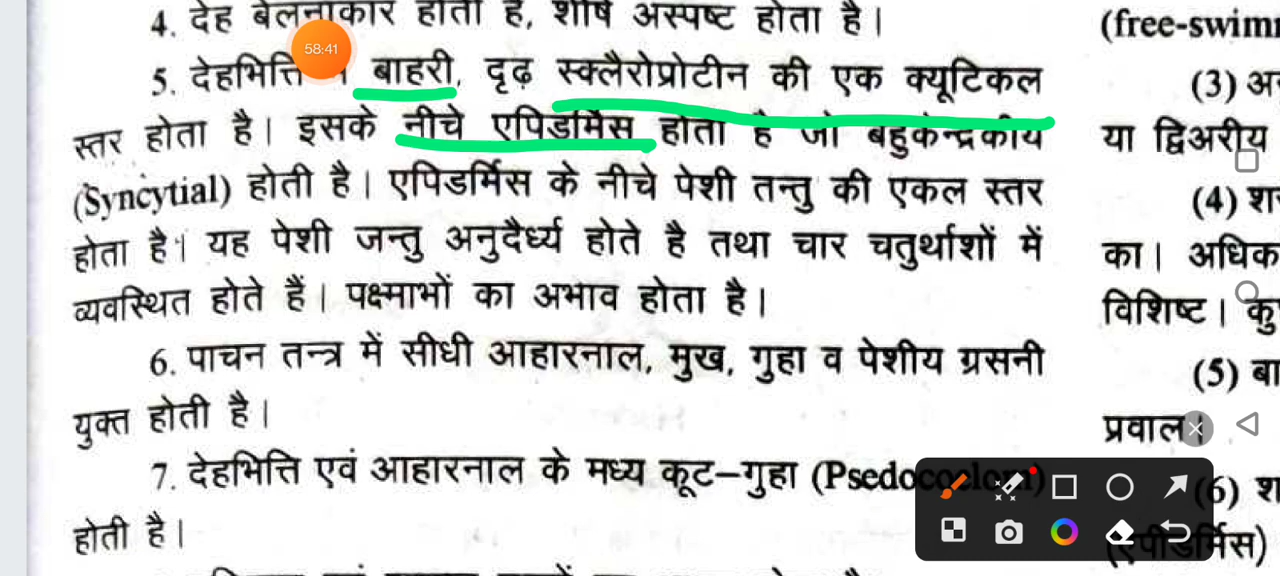 4. देह बेलनाकार होती है, शीर्ष अस्पष्ट होता है।
5. देहभित्ति बाहरी, दृढ़ स्क्लैरोप्रोटीन की एक क्यूटिकल
स्तर होता है। इसके नीचे एपिडर्मिस होता है जो बहुकेन्द्रकीय
(Syncytial) होती है। एपिडर्मिस के नीचे पेशी तन्तु की एकल स्तर
होता है। यह पेशी जन्तु अनुदैर्ध्य होते है तथा चार चतुर्थाशों में
व्यवस्थित होते हैं। पक्ष्माभों का अभाव होता है।
6. पाचन तन्त्र में सीधी आहारनाल, मुख, गुहा व पेशीय ग्रसनी
युक्त होती है।
7. देहभित्ति एवं आहारनाल के मध्य कूट–गुहा (Psedocoelom)
होती है।
58:41
(free-swim
(3)
या द्विअरीय
(4)
का। अधिक
विशिष्ट।
(5)
प्रवाल।
(6)
(एपीडर्मिस)